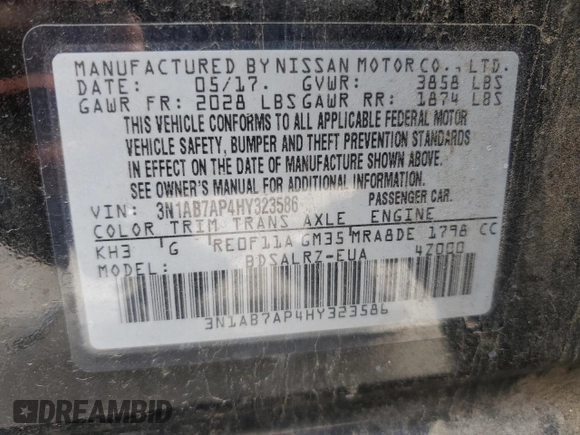 MANUFACTURED BY NISSAN MOTOR CO., LTD.
DATE: 05/17. GVWR: 3858 LBS
GAWR FR: 2028 LBS GAWR RR: 1874 LBS
THIS VEHICLE CONFORMS TO ALL APPLICABLE FEDERAL MOTOR
VEHICLE SAFETY, BUMPER AND THEFT PREVENTION STANDARDS
IN EFFECT ON THE DATE OF MANUFACTURE SHOWN ABOVE.
SEE OWNER'S MANUAL FOR ADDITIONAL INFORMATION.
VIN: 3N1AB7AP4HY323586 PASSENGER CAR.
COLOR TRIM TRANS AXLE ENGINE
KH3 G RE0F11A GM35 MRA8DE 1798 CC
MODEL: BDSALRZ-EUA 4Z000
3N1AB7AP4HY323586
DREAMBID